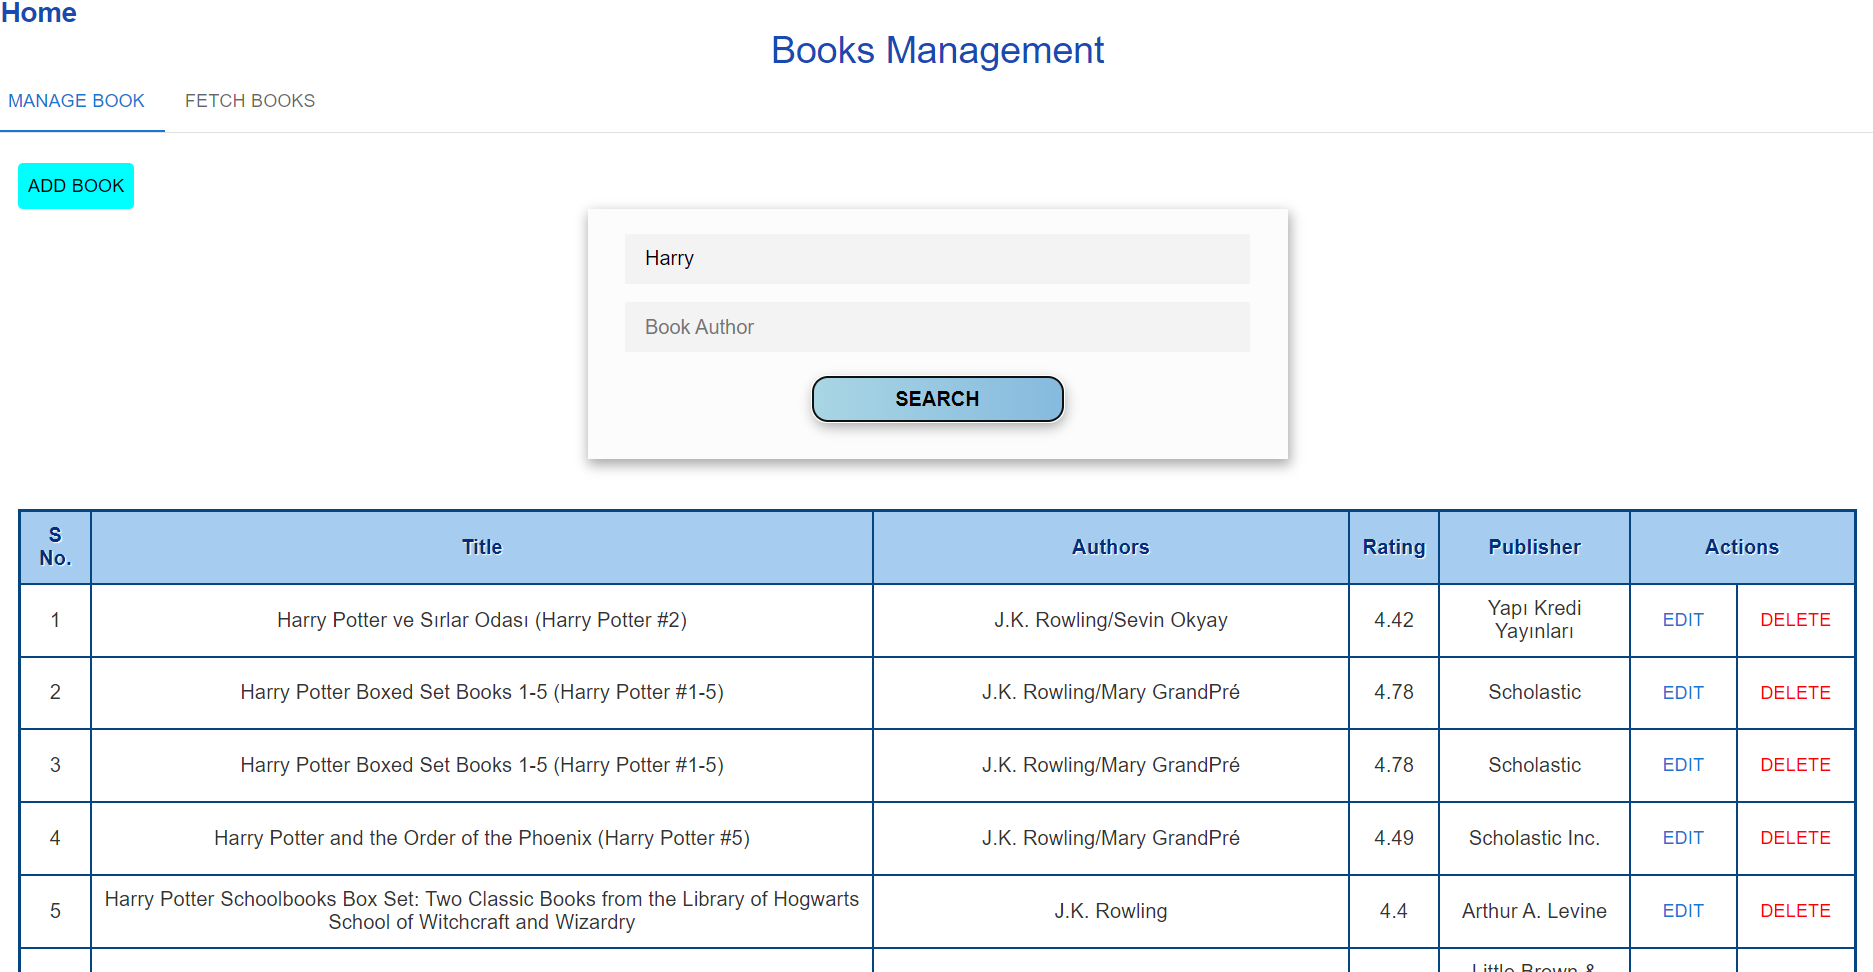 Home
Books Management
MANAGE BOOK FETCH BOOKS
ADD BOOK
Harry
Book Author
SEARCH
S No. Title Authors Rating Publisher Actions
1 Harry Potter ve Sırlar Odası (Harry Potter #2) J.K. Rowling/Sevin Okyay 4.42 Yapı Kredi Yayınları EDIT DELETE
2 Harry Potter Boxed Set Books 1-5 (Harry Potter #1-5) J.K. Rowling/Mary GrandPré 4.78 Scholastic EDIT DELETE
3 Harry Potter Boxed Set Books 1-5 (Harry Potter #1-5) J.K. Rowling/Mary GrandPré 4.78 Scholastic EDIT DELETE
4 Harry Potter and the Order of the Phoenix (Harry Potter #5) J.K. Rowling/Mary GrandPré 4.49 Scholastic Inc. EDIT DELETE
5 Harry Potter Schoolbooks Box Set: Two Classic Books from the Library of Hogwarts School of Witchcraft and Wizardry J.K. Rowling 4.4 Arthur A. Levine EDIT DELETE
Little Brown &